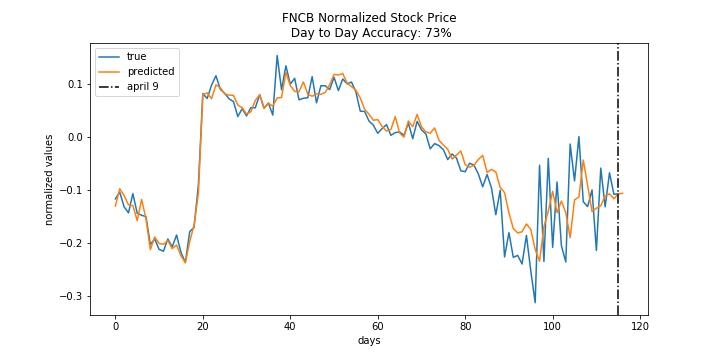 FNCB Normalized Stock Price
Day to Day Accuracy: 73%
true
predicted
april 9
normalized values
0.1
0.0
−0.1
−0.2
−0.3
0
20
40
60
80
100
120
days